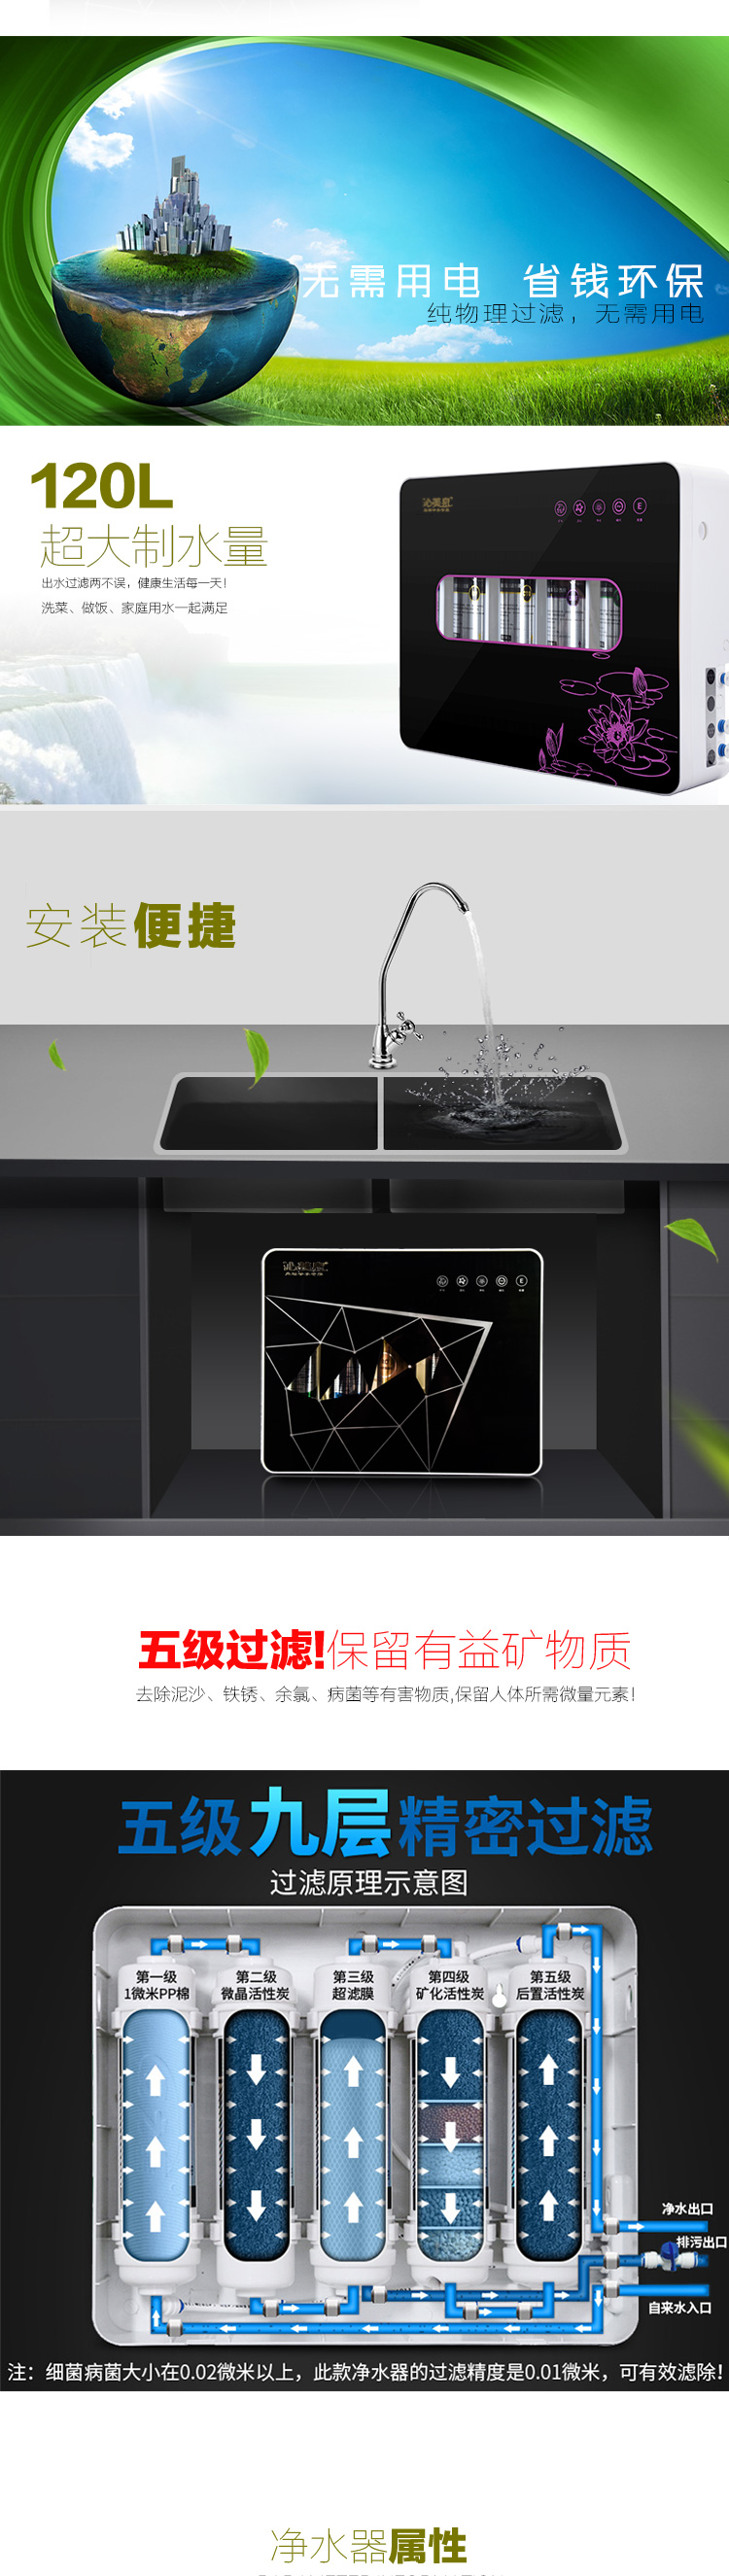 无需用电 省钱环保
纯物理过滤，无需用电
120L
超大制水量
出水过滤两不误，健康生活每一天！
洗菜、做饭、家庭用水一起满足
沁美泉
E
安装便捷
沁美泉
E
五级过滤!保留有益矿物质
去除泥沙、铁锈、余氯、病菌等有害物质,保留人体所需微量元素！
五级九层精密过滤
过滤原理示意图
第一级
1微米PP棉
第二级
微晶活性炭
第三级
超滤膜
第四级
矿化活性炭
第五级
后置活性炭
净水出口
排污出口
自来水入口
注：细菌病菌大小在0.02微米以上，此款净水器的过滤精度是0.01微米，可有效滤除！
净水器属性